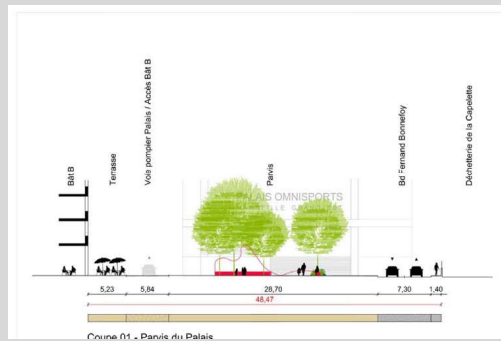 Bât B
Terrasse
Vois pompier Palais / Accès Bât B
Parvis
Bd Fernand Bonnefoy
Déchetterie de la Capelette
PALAIS OMNISPORTS
5,23
5,84
28,70
7,30
1,40
48,47
Coupe 01 - Parvis du Palais